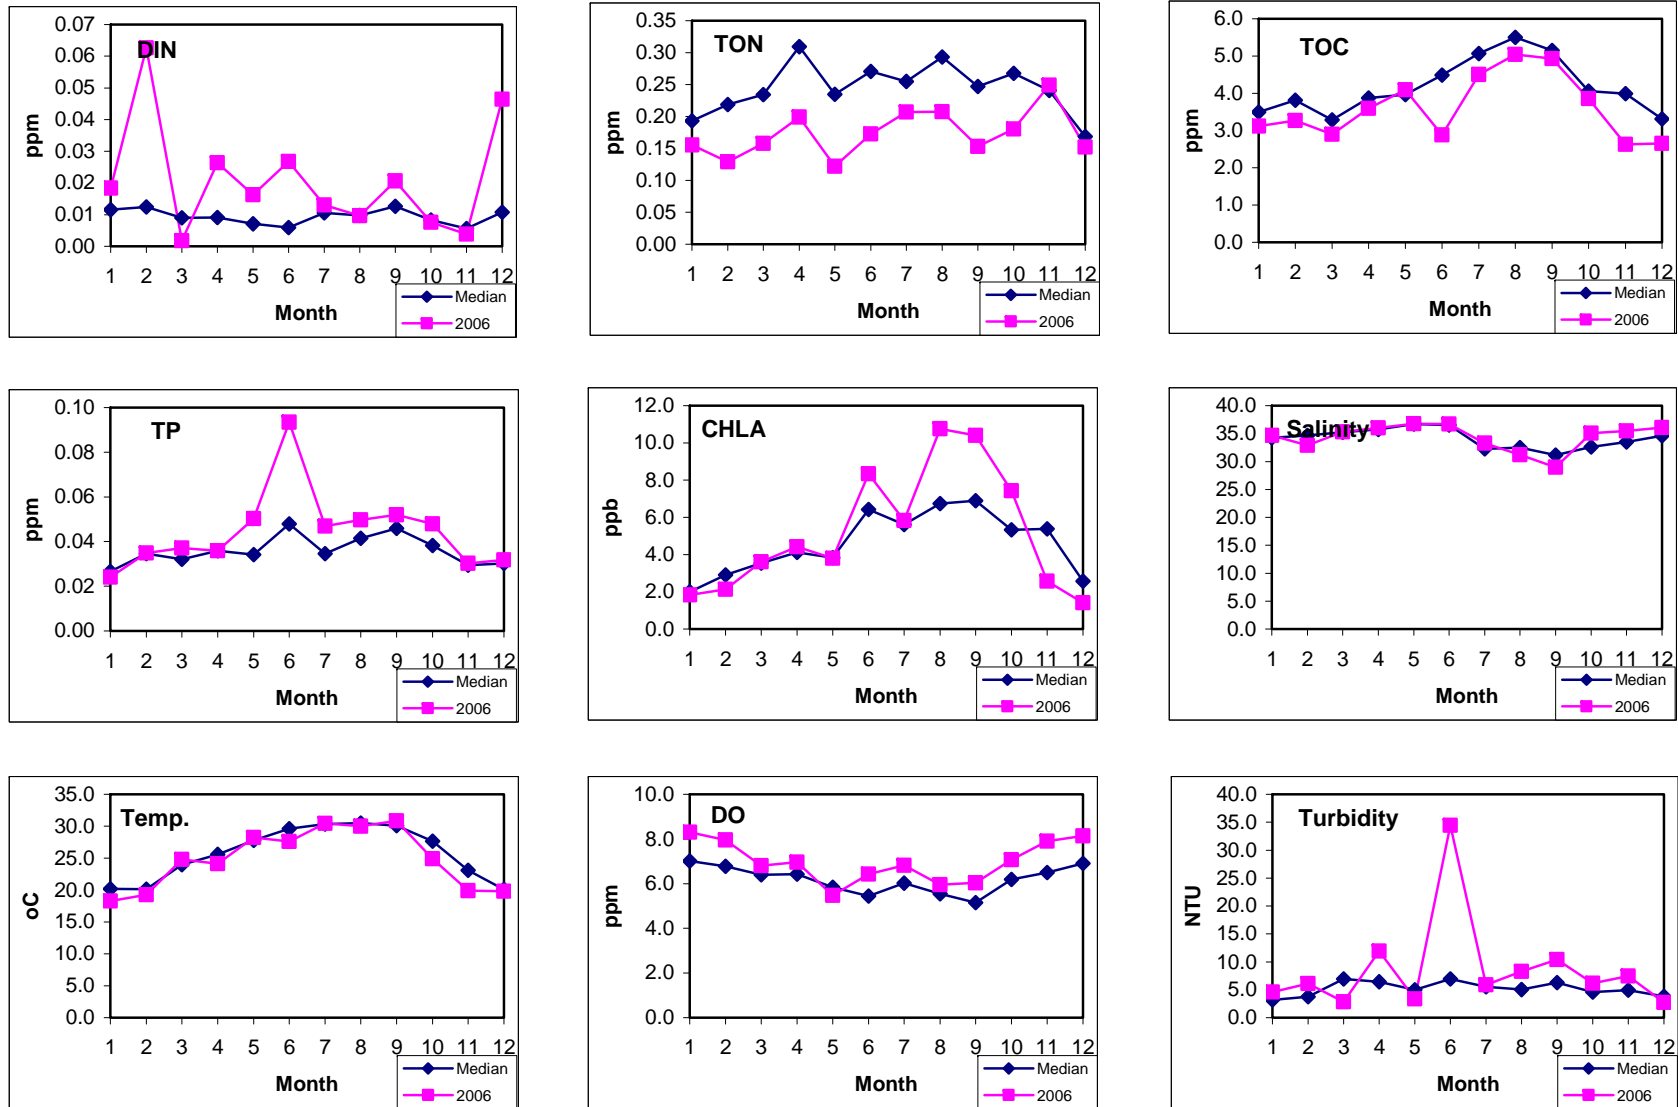 DIN
0.07
0.06
0.05
0.04
0.03
0.02
0.01
0.00
ppm
1 2 3 4 5 6 7 8 9 10 11 12
Month
Median
2006
TON
0.35
0.30
0.25
0.20
0.15
0.10
0.05
0.00
ppm
1 2 3 4 5 6 7 8 9 10 11 12
Month
Median
2006
TOC
6.0
5.0
4.0
3.0
2.0
1.0
0.0
ppm
1 2 3 4 5 6 7 8 9 10 11 12
Month
Median
2006
TP
0.10
0.08
0.06
0.04
0.02
0.00
ppm
1 2 3 4 5 6 7 8 9 10 11 12
Month
Median
2006
CHLA
12.0
10.0
8.0
6.0
4.0
2.0
0.0
ppb
1 2 3 4 5 6 7 8 9 10 11 12
Month
Median
2006
Salinity
40.0
35.0
30.0
25.0
20.0
15.0
10.0
5.0
0.0
1 2 3 4 5 6 7 8 9 10 11 12
Month
Median
2006
Temp.
35.0
30.0
25.0
20.0
15.0
10.0
5.0
0.0
oC
1 2 3 4 5 6 7 8 9 10 11 12
Month
Median
2006
DO
10.0
8.0
6.0
4.0
2.0
0.0
ppm
1 2 3 4 5 6 7 8 9 10 11 12
Month
Median
2006
Turbidity
40.0
35.0
30.0
25.0
20.0
15.0
10.0
5.0
0.0
NTU
1 2 3 4 5 6 7 8 9 10 11 12
Month
Median
2006